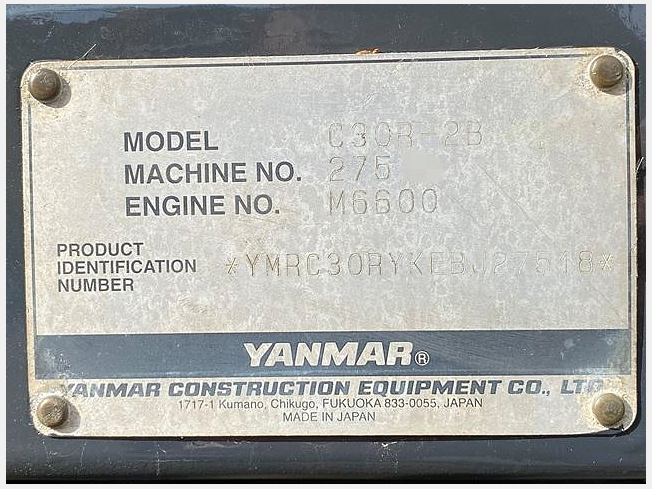 MODEL C30R-2B
MACHINE NO. 275
ENGINE NO. M6600
PRODUCT
IDENTIFICATION
NUMBER
*YMRC30RYKEBJ27518*
YANMAR®
YANMAR CONSTRUCTION EQUIPMENT CO., LTD.
1717-1 Kumano, Chikugo, FUKUOKA 833-0055, JAPAN
MADE IN JAPAN